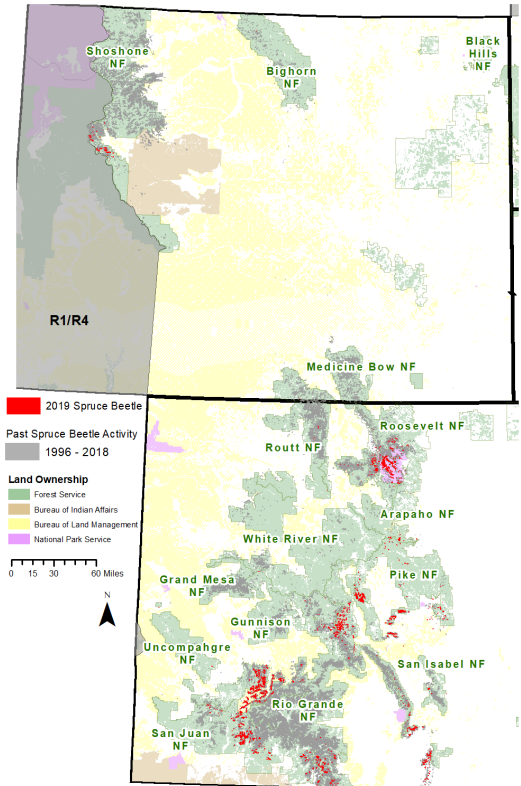 Shoshone
NF
Bighorn
NF
Black
Hills
NF
R1/R4
Medicine Bow NF
2019 Spruce Beetle
Past Spruce Beetle Activity
1996 - 2018
Land Ownership
Forest Service
Bureau of Indian Affairs
Bureau of Land Management
National Park Service
0 15 30 60 Miles
N
Roosevelt NF
Routt NF
Arapaho NF
White River NF
Pike NF
Grand Mesa
NF
Gunnison
NF
Uncompahgre
NF
San Isabel NF
Rio Grande
NF
San Juan
NF